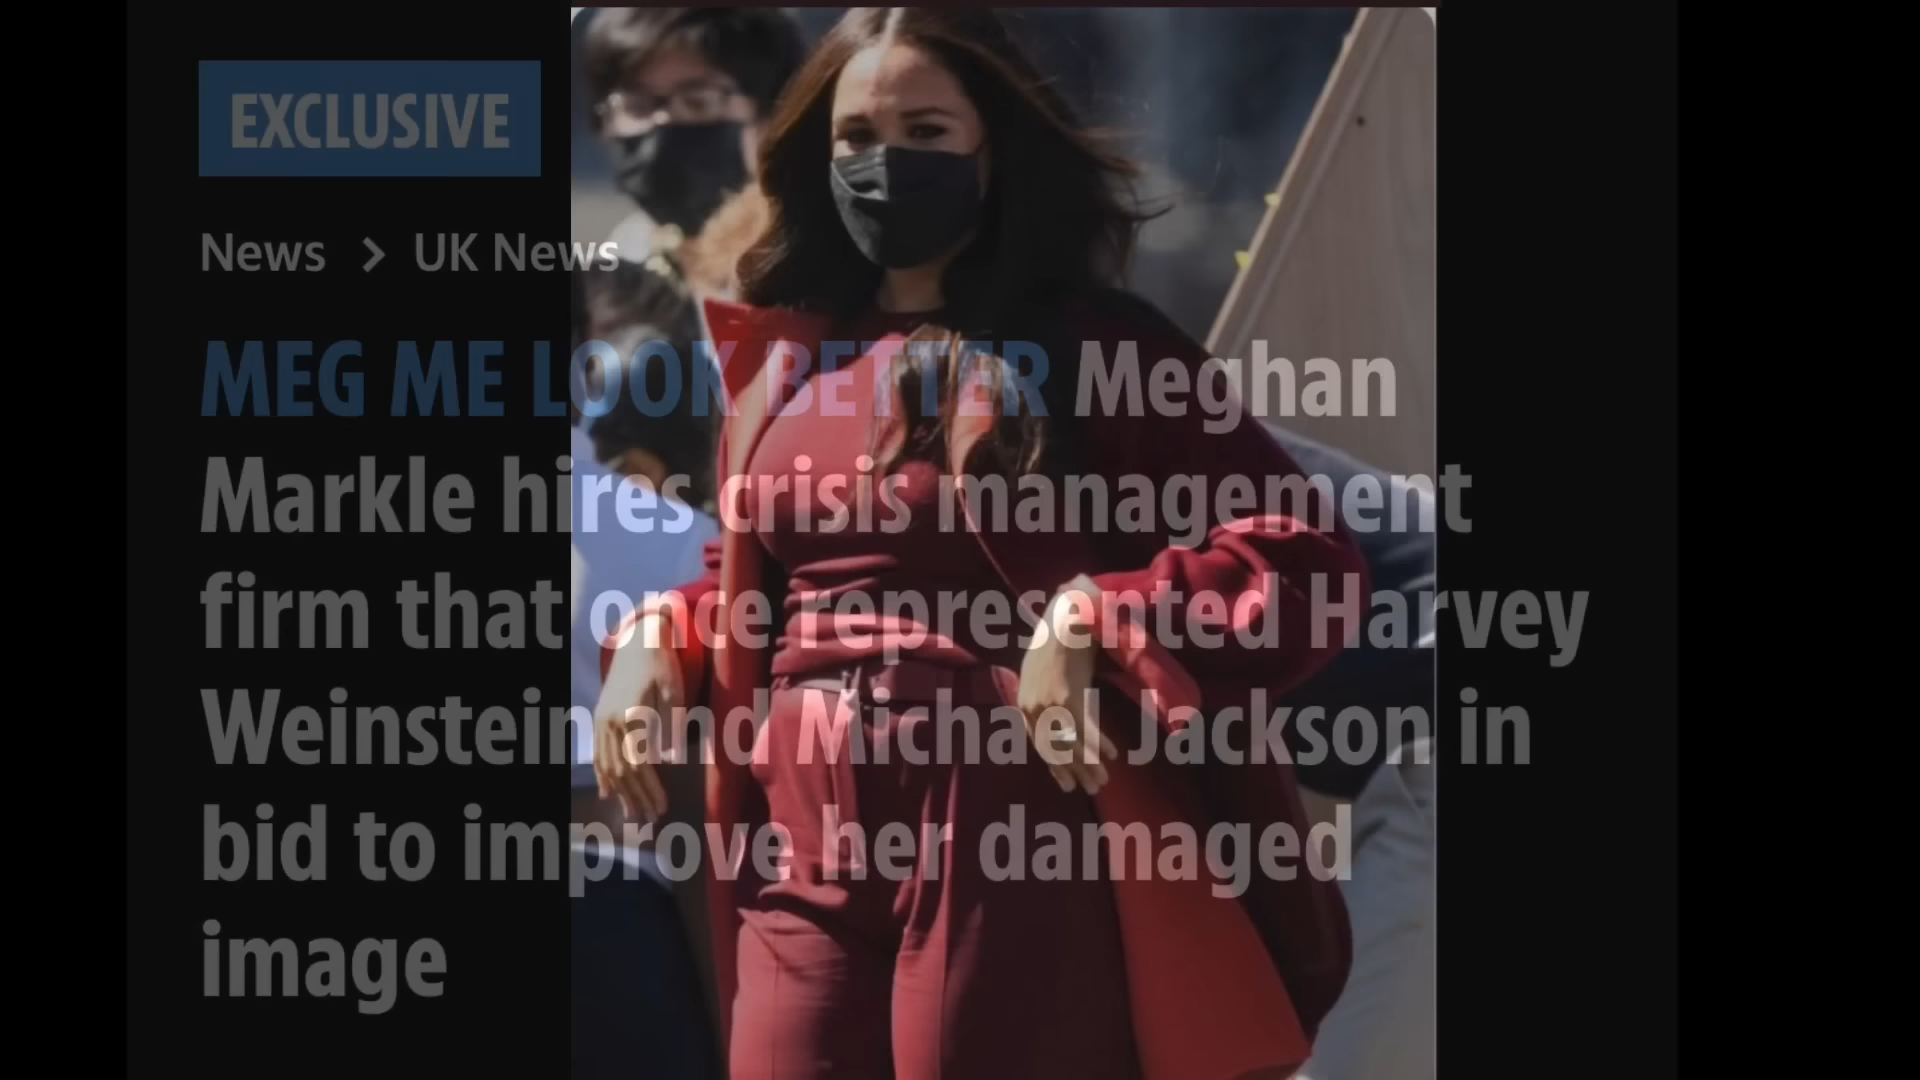 EXCLUSIVE
News > UK News
MEG ME LOOK BETTER Meghan
Markle hires crisis management
firm that once represented Harvey
Weinstein and Michael Jackson in
bid to improve her damaged
image